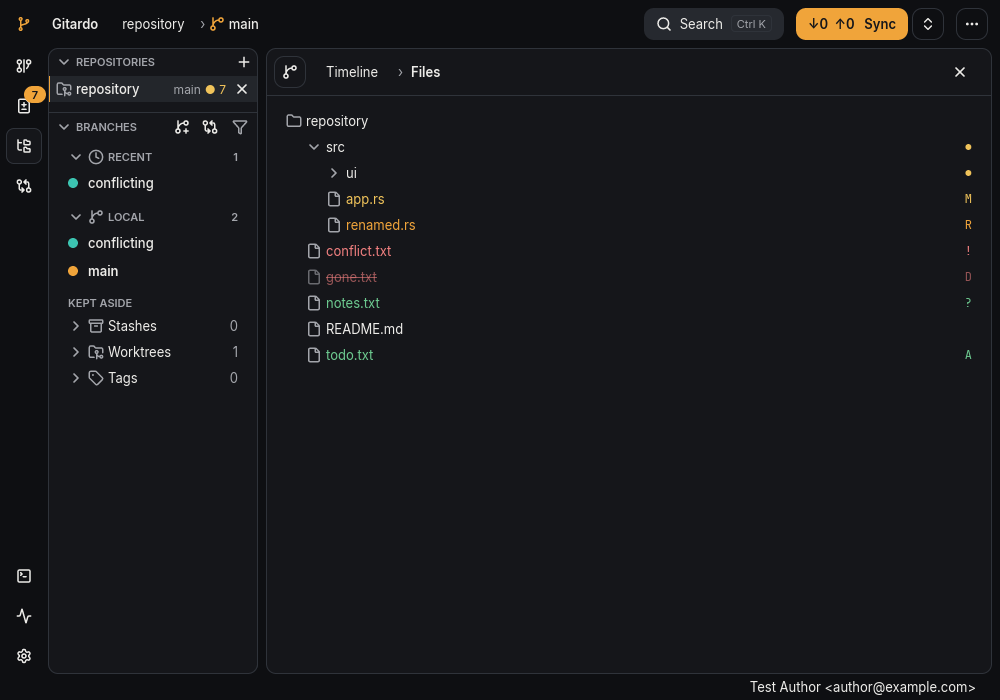 Gitardo repository › main Search Ctrl K ↓0 ↑0 Sync
REPOSITORIES
repository main 7
7
BRANCHES
RECENT 1
conflicting
LOCAL 2
conflicting
main
KEPT ASIDE
Stashes 0
Worktrees 1
Tags 0
Timeline › Files
repository
src
ui
app.rs M
renamed.rs R
conflict.txt !
gone.txt D
notes.txt ?
README.md
todo.txt A
Test Author <author@example.com>